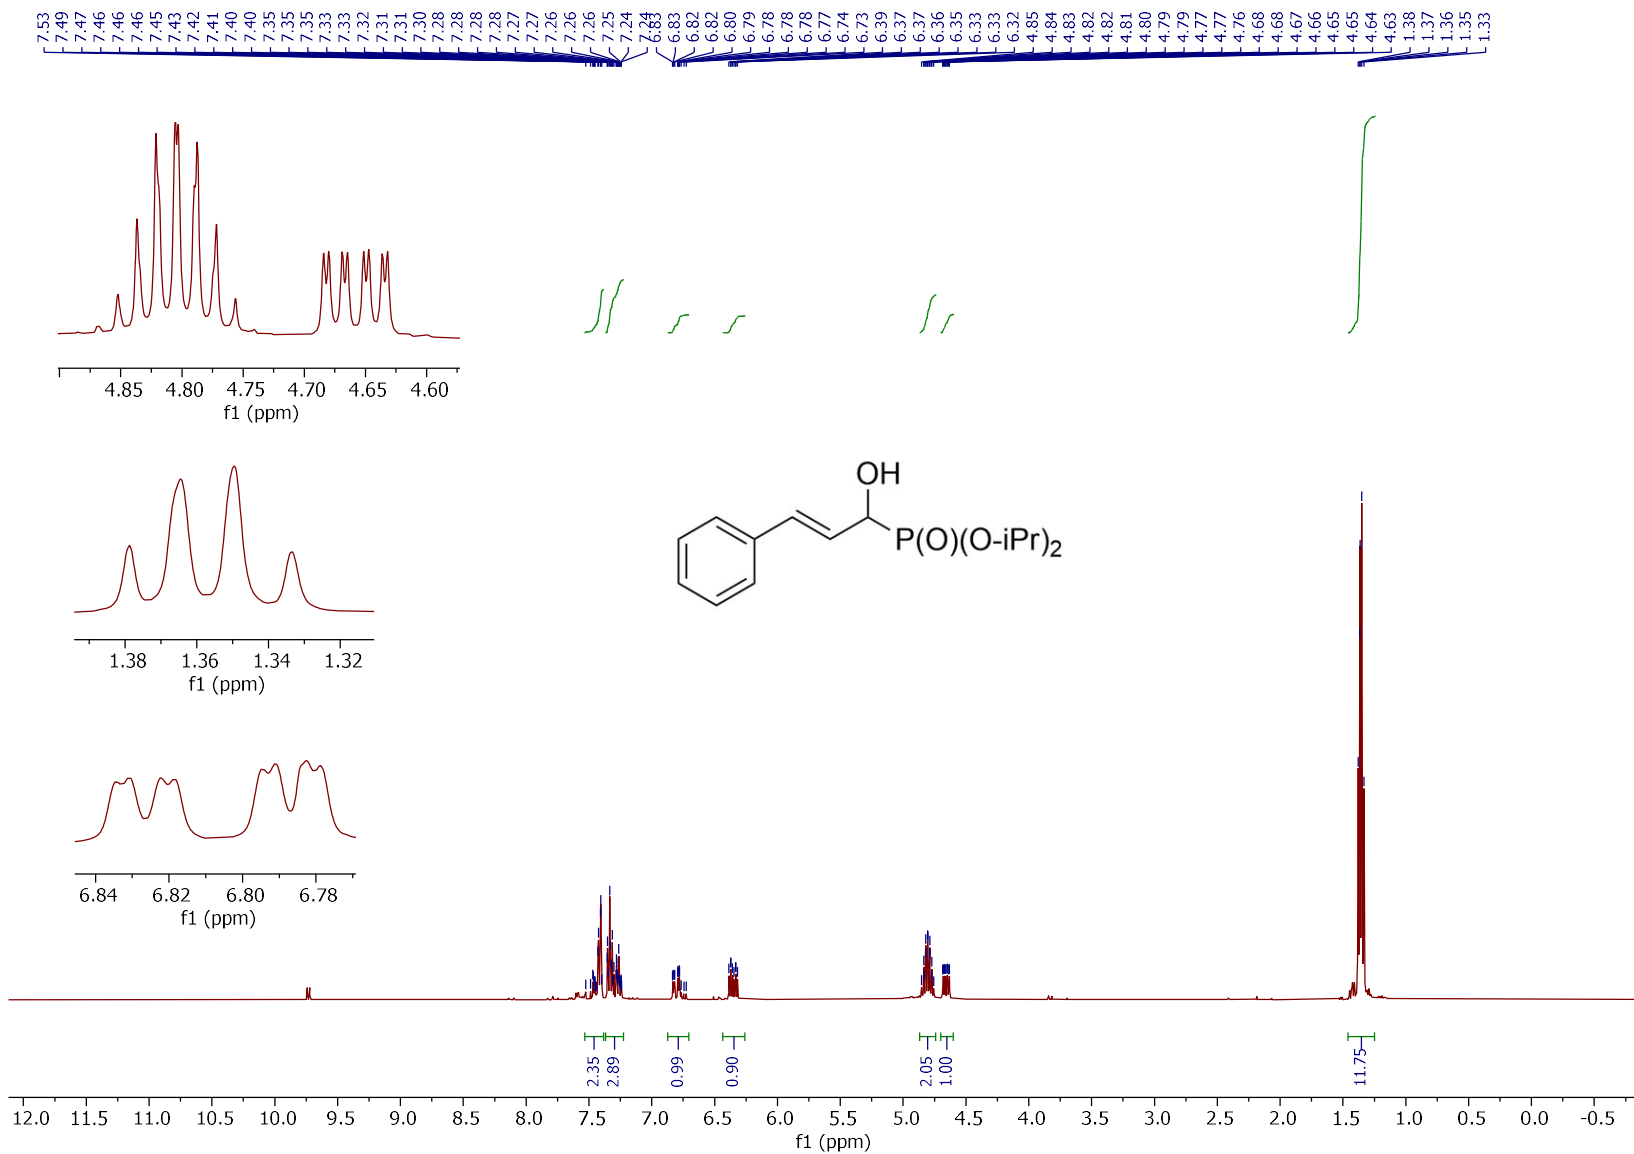 7.53 7.49 7.47 7.46 7.46 7.46 7.45 7.43 7.42 7.41 7.40 7.40 7.35 7.35 7.35 7.33 7.33 7.32 7.31 7.31 7.30 7.28 7.28 7.28 7.28 7.27 7.27 7.26 7.26 7.26 7.25 7.24 7.24 6.83 6.83 6.82 6.82 6.80 6.79 6.78 6.78 6.78 6.77 6.74 6.73 6.39 6.37 6.37 6.36 6.35 6.33 6.33 6.32 4.85 4.84 4.83 4.82 4.82 4.81 4.80 4.79 4.79 4.77 4.77 4.76 4.68 4.68 4.67 4.66 4.65 4.65 4.64 4.63 1.38 1.37 1.36 1.35 1.33
4.85 4.80 4.75 4.70 4.65 4.60
f1 (ppm)
OH
P(O)(O-iPr)2
1.38 1.36 1.34 1.32
f1 (ppm)
6.84 6.82 6.80 6.78
f1 (ppm)
2.35 2.89 0.99 0.90 2.05 1.00 11.75
12.0 11.5 11.0 10.5 10.0 9.5 9.0 8.5 8.0 7.5 7.0 6.5 6.0 5.5 5.0 4.5 4.0 3.5 3.0 2.5 2.0 1.5 1.0 0.5 0.0 -0.5
f1 (ppm)